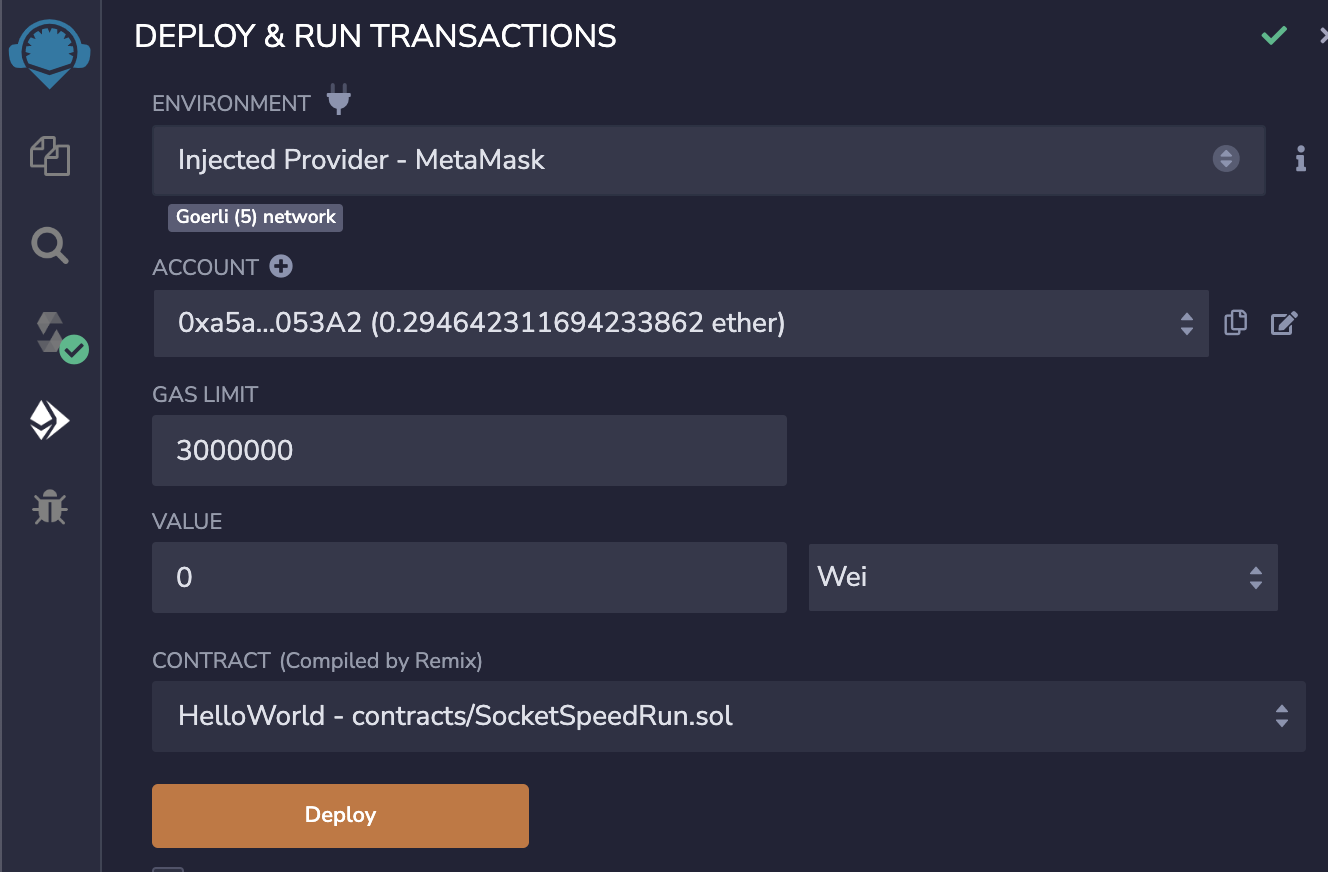 DEPLOY & RUN TRANSACTIONS
ENVIRONMENT
Injected Provider - MetaMask
Goerli (5) network
ACCOUNT
0xa5a...053A2 (0.294642311694233862 ether)
GAS LIMIT
3000000
VALUE
0 Wei
CONTRACT (Compiled by Remix)
HelloWorld - contracts/SocketSpeedRun.sol
Deploy